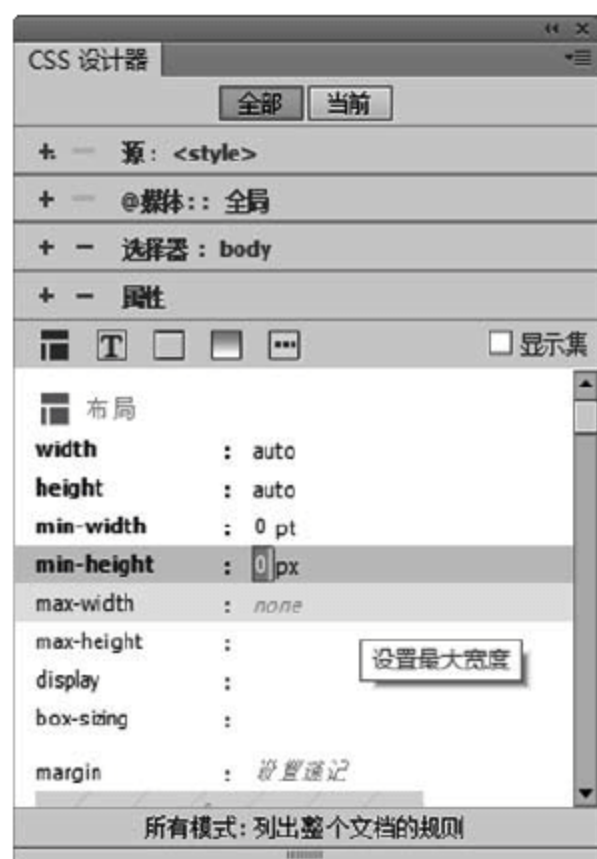 CSS 设计器
全部 当前
+. − 源: <style>
+ − @媒体:: 全局
+ − 选择器 : body
+ − 属性
T 显示集
布局
width : auto
height : auto
min-width : 0 pt
min-height : 0 px
max-width : none
max-height :
设置最大宽度
display :
box-sizing :
margin : 设置速记
所有模式: 列出整个文档的规则